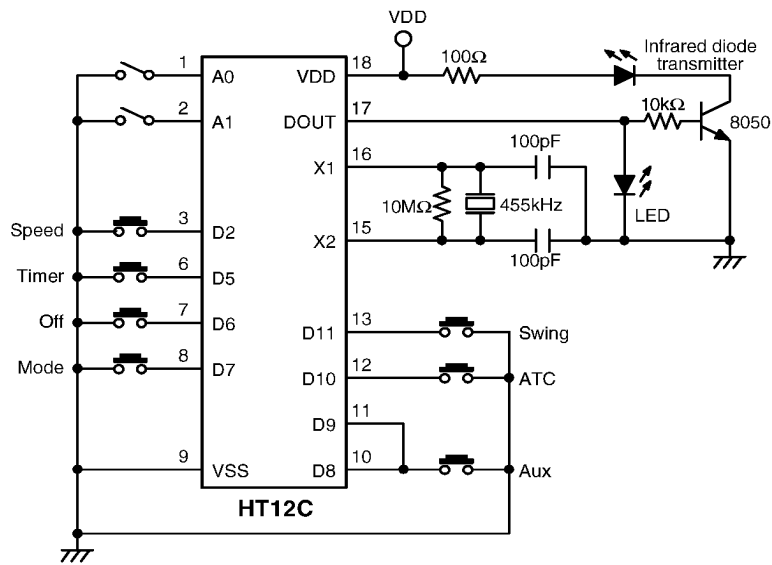 VDD
100Ω
Infrared diode
transmitter
1
A0
VDD
18
2
A1
DOUT
17
10kΩ
8050
100pF
X1
16
10MΩ
455kHz
LED
Speed
3
D2
X2
15
100pF
Timer
6
D5
Off
7
D6
D11
13
Swing
Mode
8
D7
D10
12
ATC
D9
11
9
VSS
D8
10
Aux
HT12C